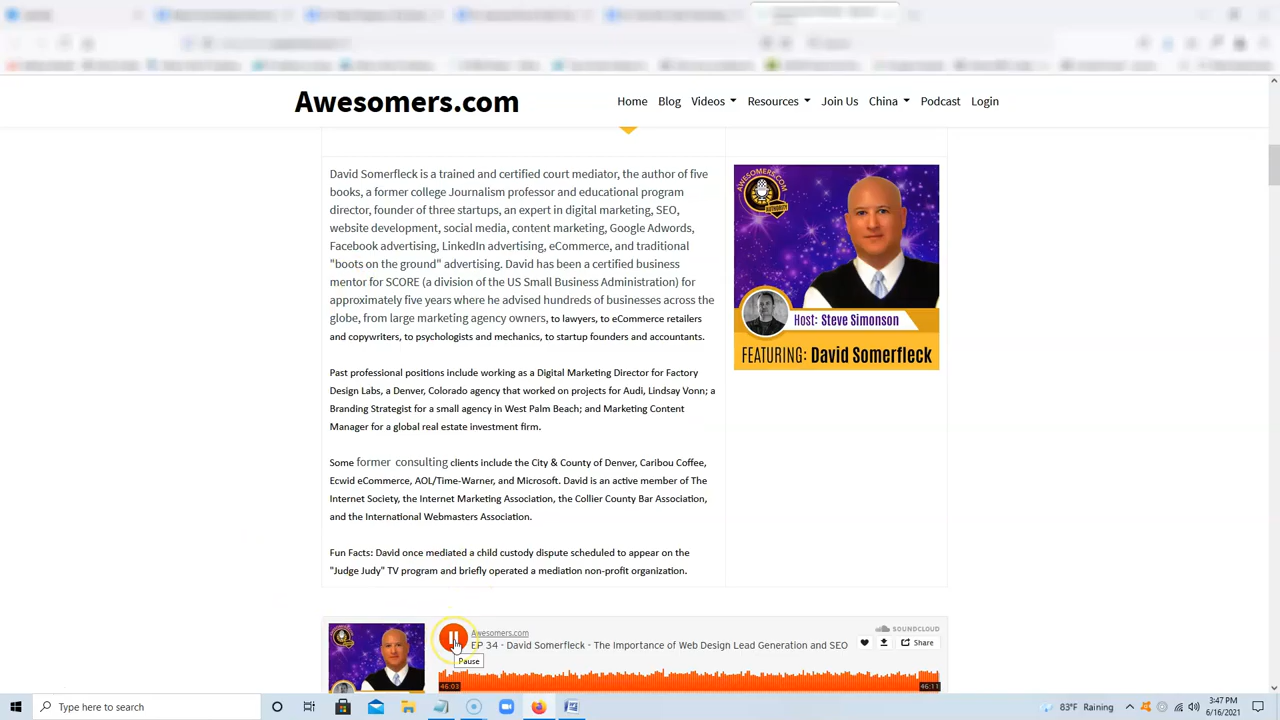 Awesomers.com
Home Blog Videos Resources Join Us China Podcast Login
David Somerfleck is a trained and certified court mediator, the author of five
books, a former college Journalism professor and educational program
director, founder of three startups, an expert in digital marketing, SEO,
website development, social media, content marketing, Google Adwords,
Facebook advertising, LinkedIn advertising, eCommerce, and traditional
"boots on the ground" advertising. David has been a certified business
mentor for SCORE (a division of the US Small Business Administration) for
approximately five years where he advised hundreds of businesses across the
globe, from large marketing agency owners, to lawyers, to eCommerce retailers
and copywriters, to psychologists and mechanics, to startup founders and accountants.
Past professional positions include working as a Digital Marketing Director for Factory
Design Labs, a Denver, Colorado agency that worked on projects for Audi, Lindsay Vonn; a
Branding Strategist for a small agency in West Palm Beach; and Marketing Content
Manager for a global real estate investment firm.
Some former consulting clients include the City & County of Denver, Caribou Coffee,
Ecwid eCommerce, AOL/Time-Warner, and Microsoft. David is an active member of The
Internet Society, the Internet Marketing Association, the Collier County Bar Association,
and the International Webmasters Association.
Fun Facts: David once mediated a child custody dispute scheduled to appear on the
"Judge Judy" TV program and briefly operated a mediation non-profit organization.
AWESOMERS.COM
AUTHORITY
Host: Steve Simonson
FEATURING: David Somerfleck
Awesomers.com
SOUNDCLOUD
EP 34 - David Somerfleck - The Importance of Web Design Lead Generation and SEO
Share
Pause
46:03
46:11
Type here to search
83°F Raining
3:47 PM
6/16/2021